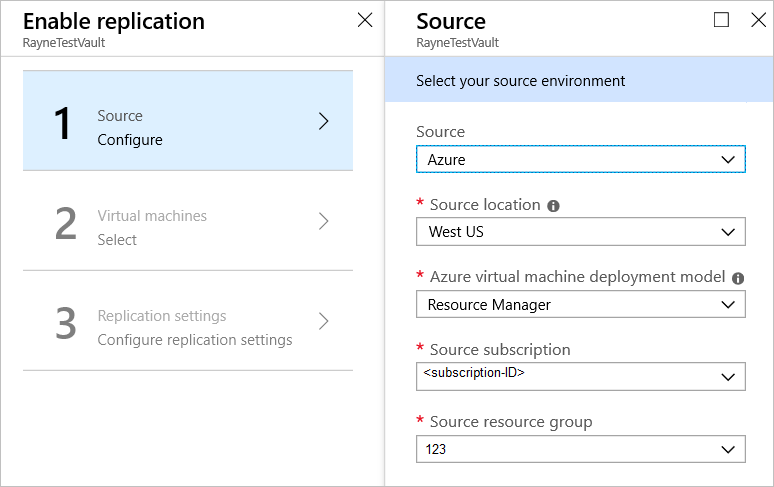 Enable replication
RayneTestVault
1
Source
Configure
2
Virtual machines
Select
3
Replication settings
Configure replication settings
Source
RayneTestVault
Select your source environment
Source
Azure
* Source location
West US
* Azure virtual machine deployment model
Resource Manager
* Source subscription
<subscription-ID>
* Source resource group
123